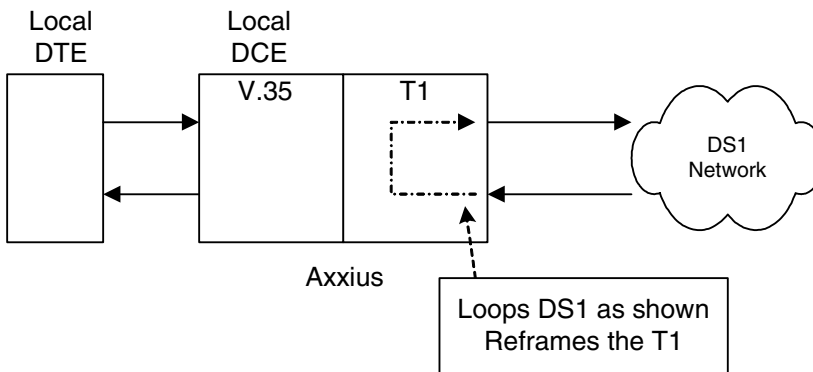 Local
DTE
Local
DCE
V.35
T1
DS1
Network
Axxius
Loops DS1 as shown
Reframes the T1